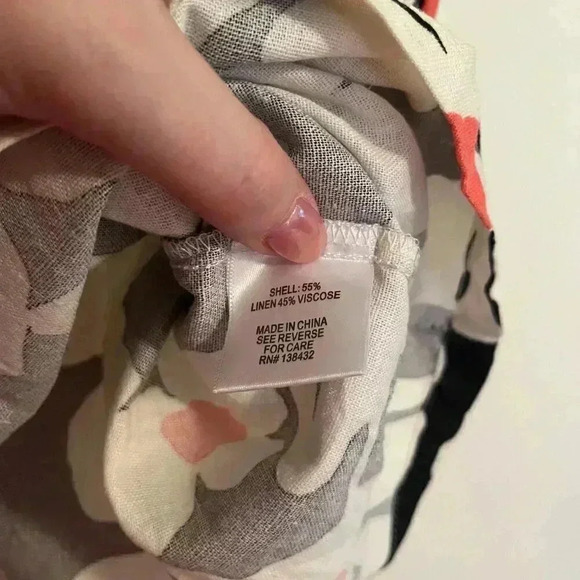 SHELL: 55%
LINEN 45% VISCOSE
MADE IN CHINA
SEE REVERSE
FOR CARE
RN# 138432